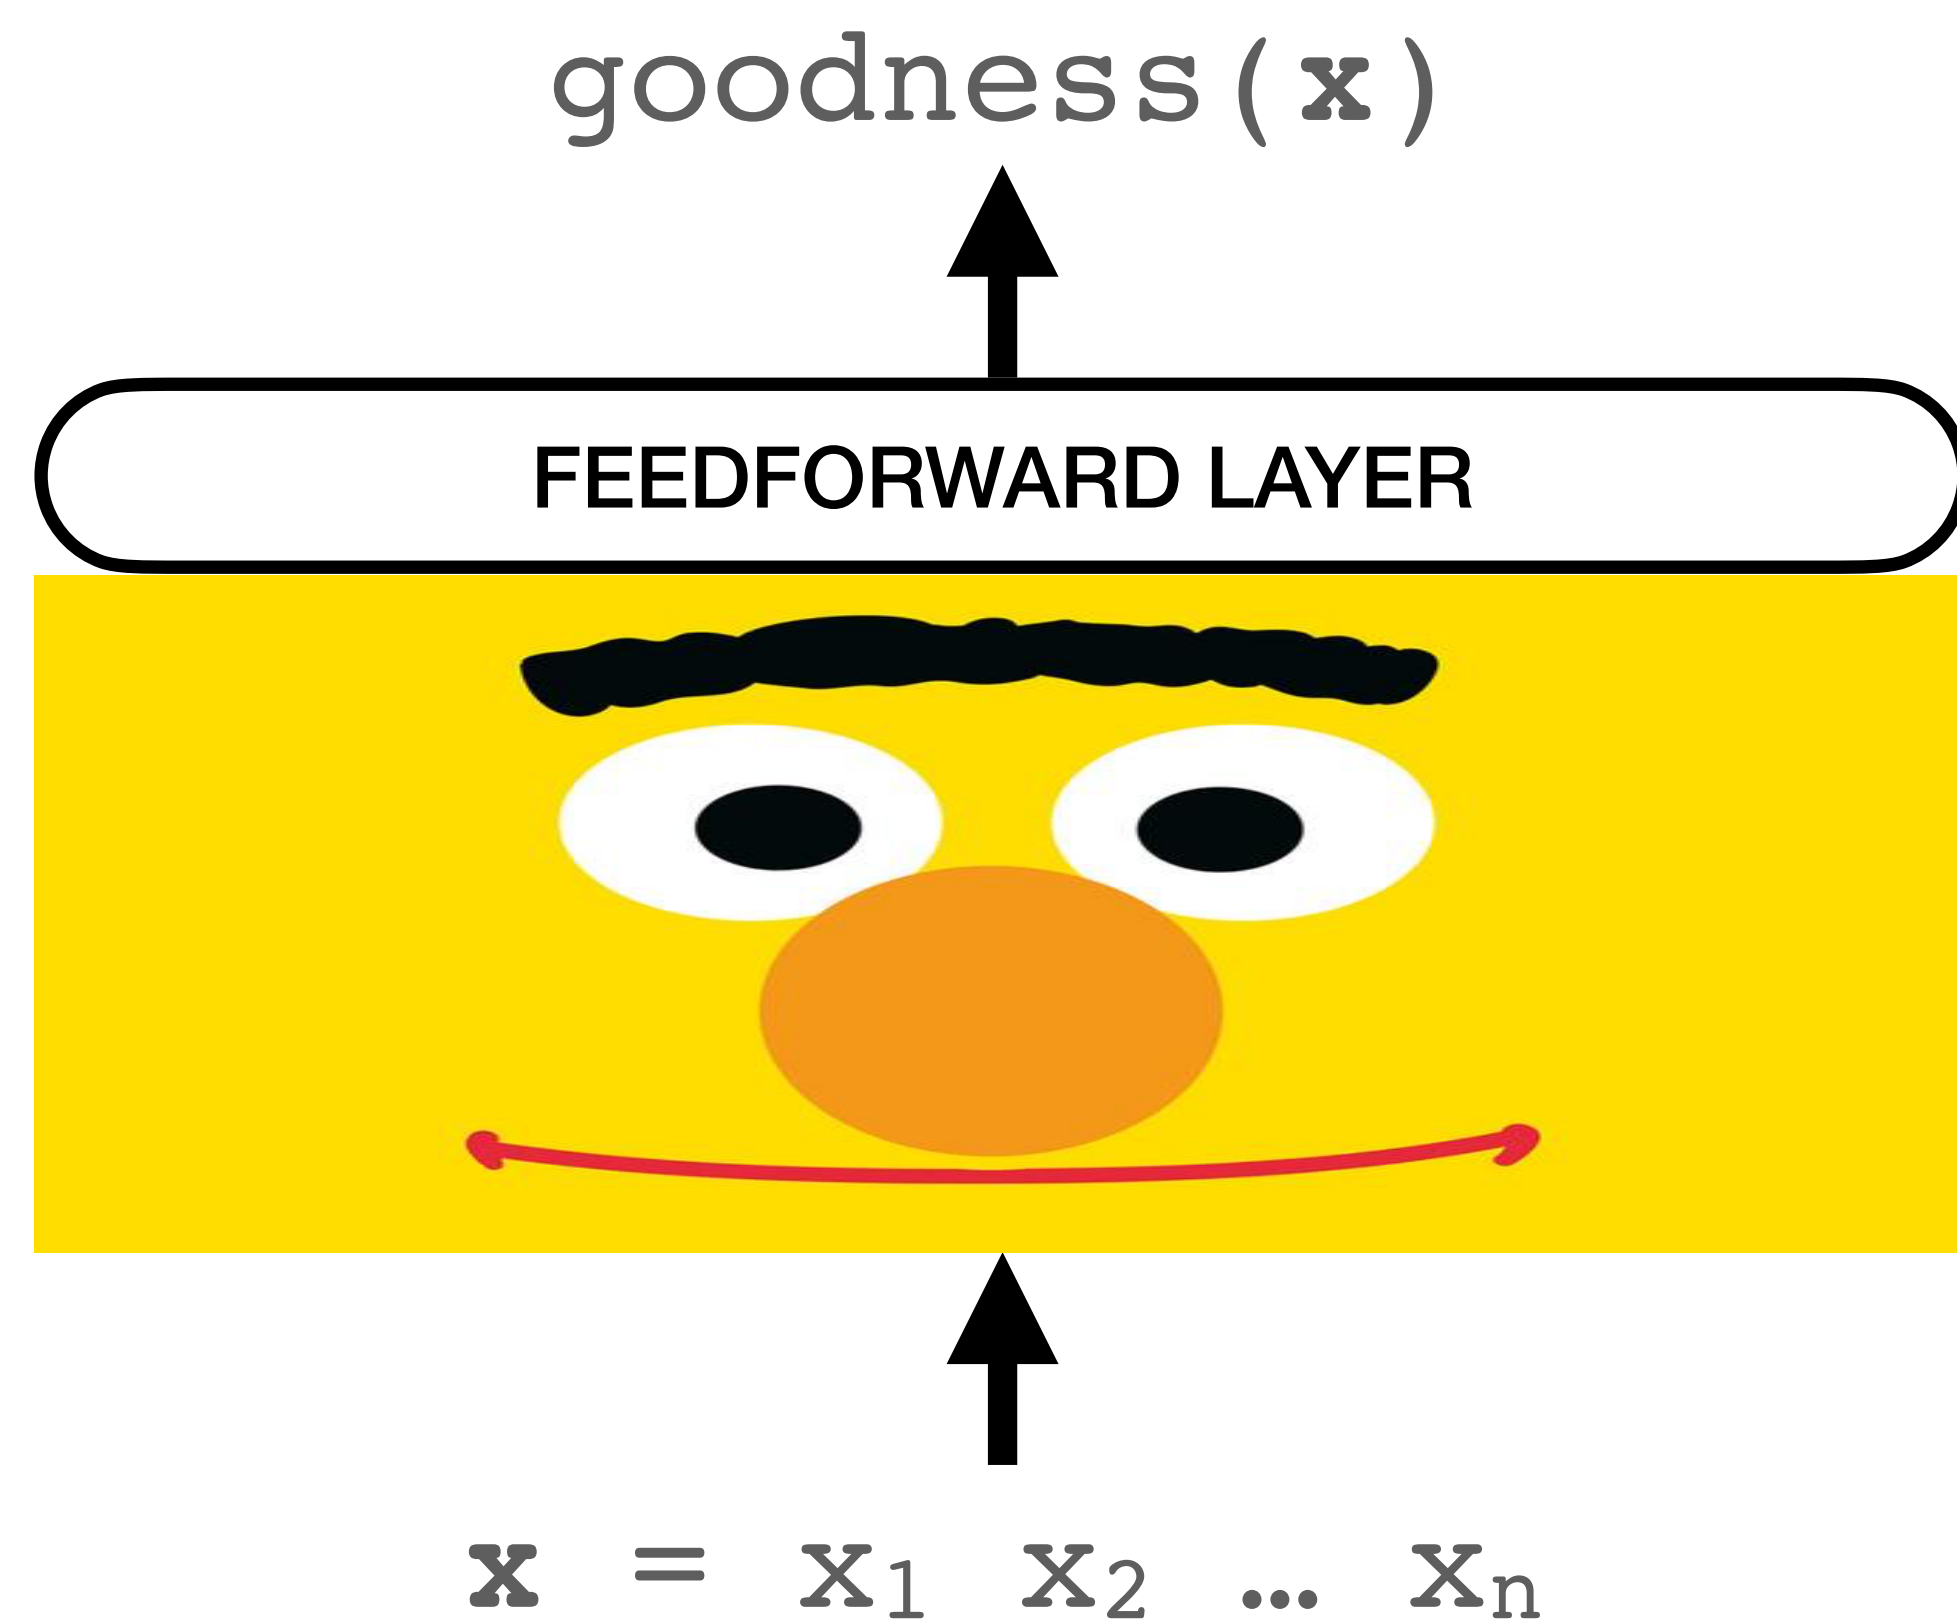 goodness(x)
FEEDFORWARD LAYER
x = x₁ x₂ … xₙ